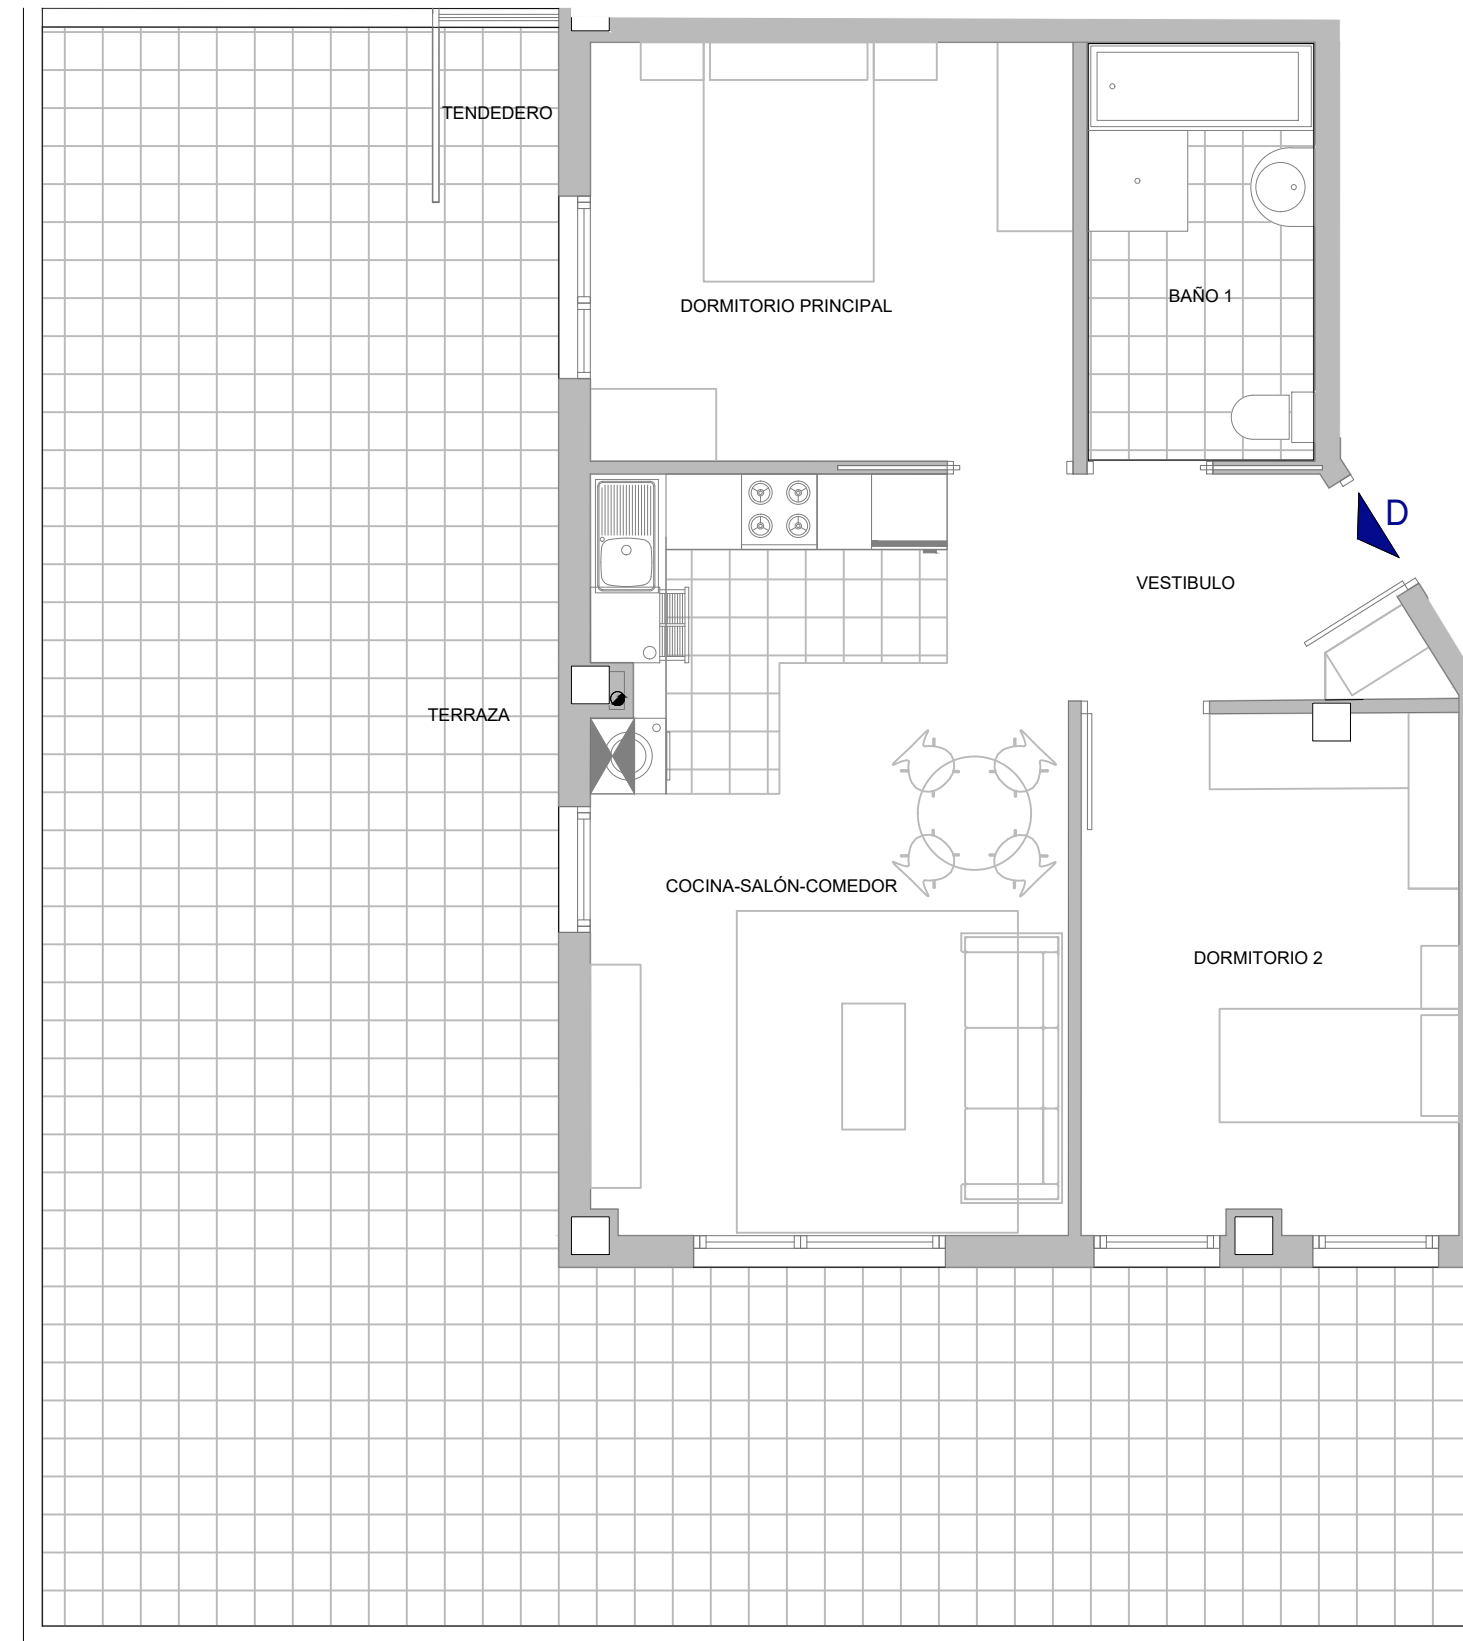 TENDEDERO
DORMITORIO PRINCIPAL
BAÑO 1
D
VESTIBULO
TERRAZA
COCINA-SALÓN-COMEDOR
DORMITORIO 2